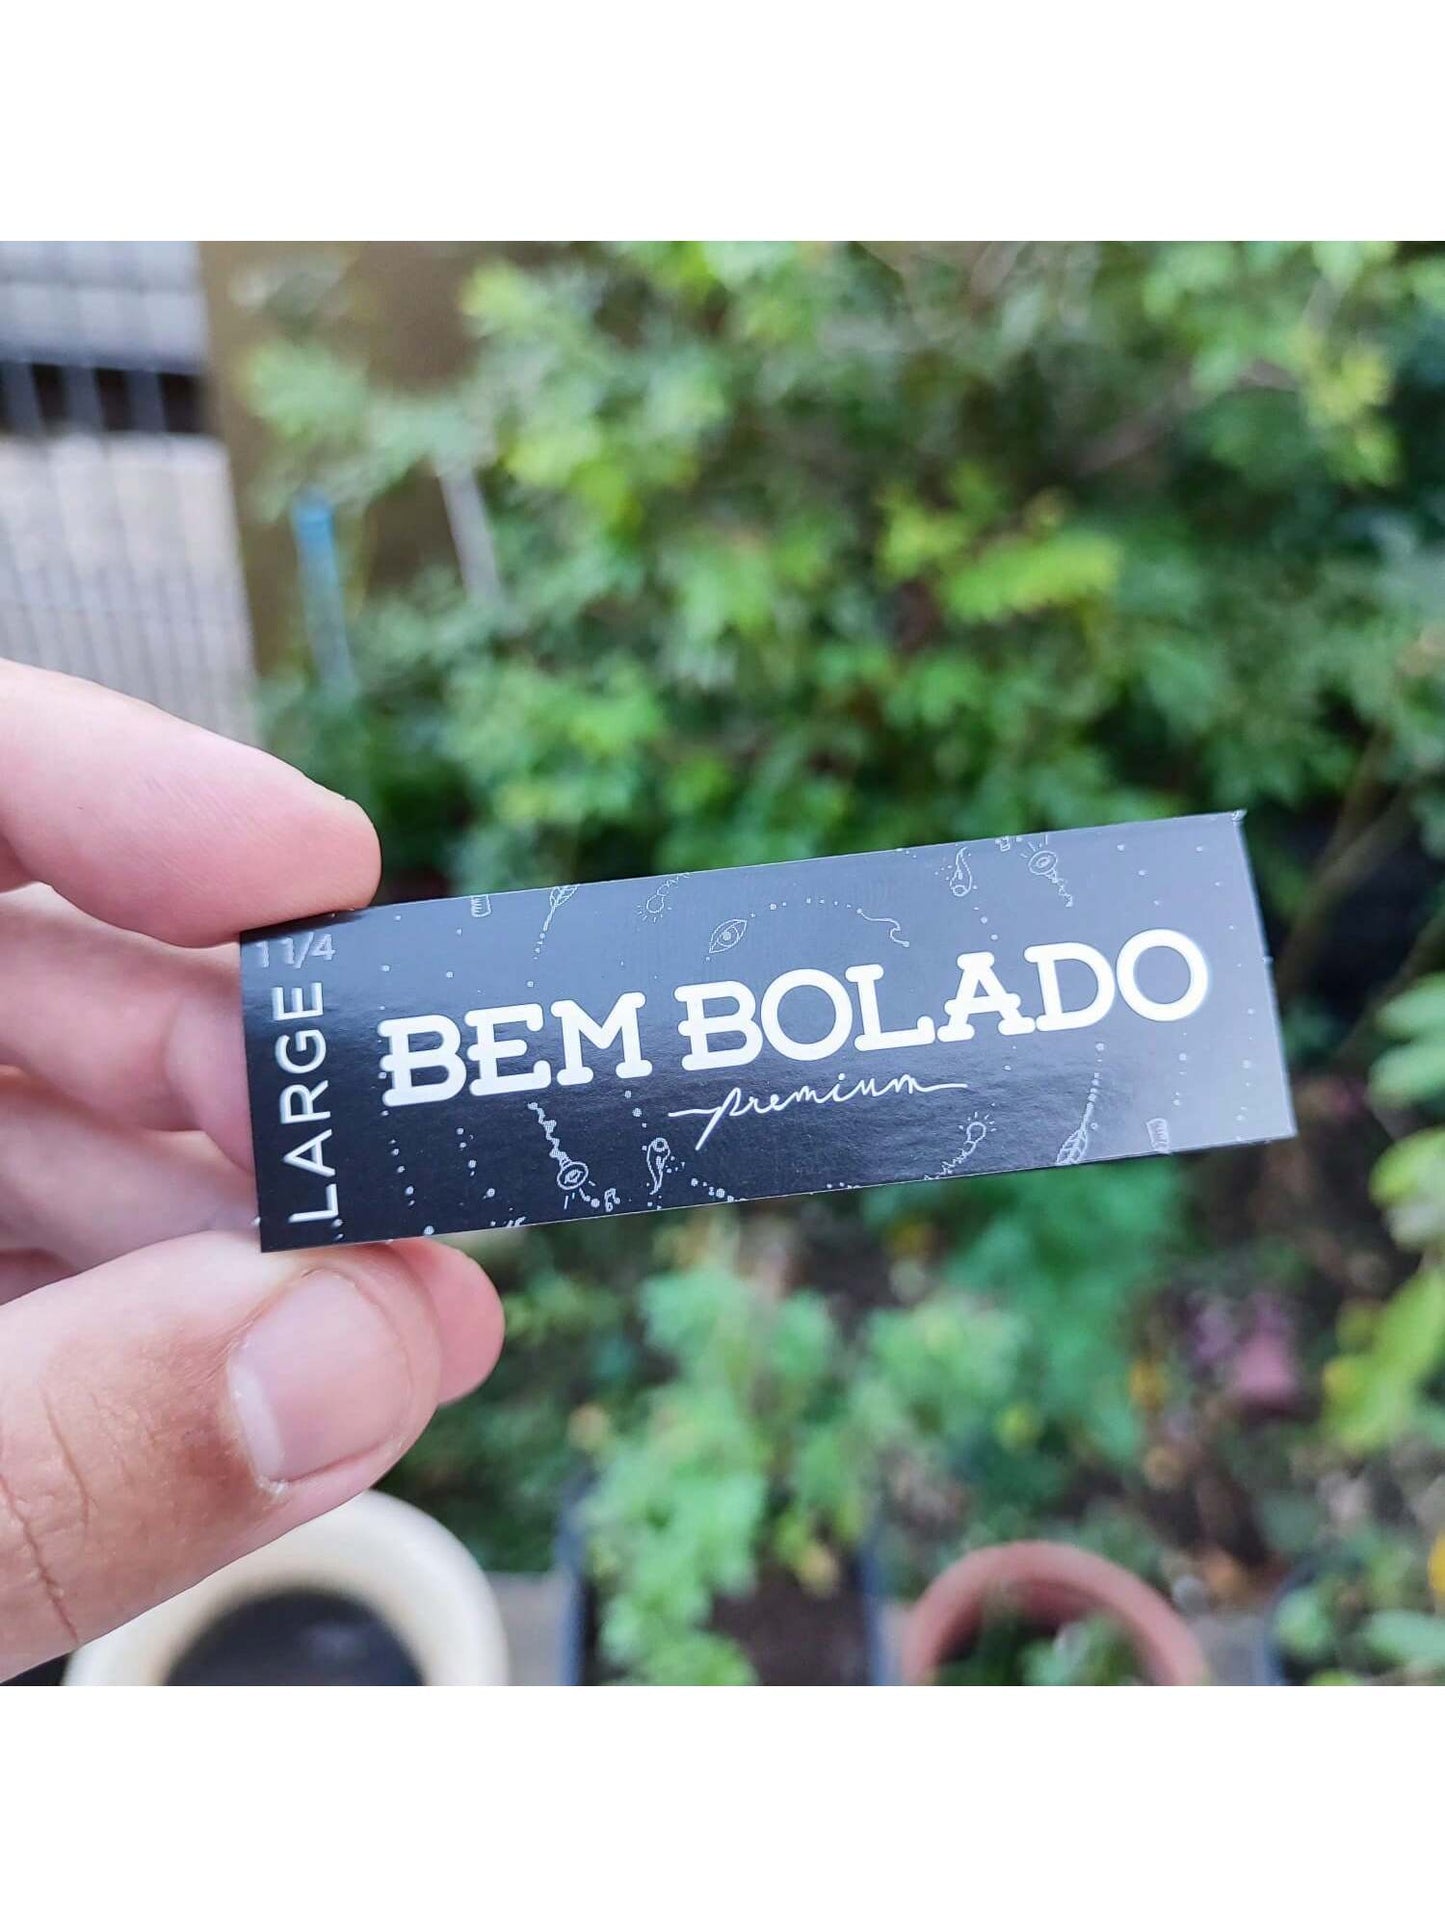 1 1/4
LARGE
BEM BOLADO
premium